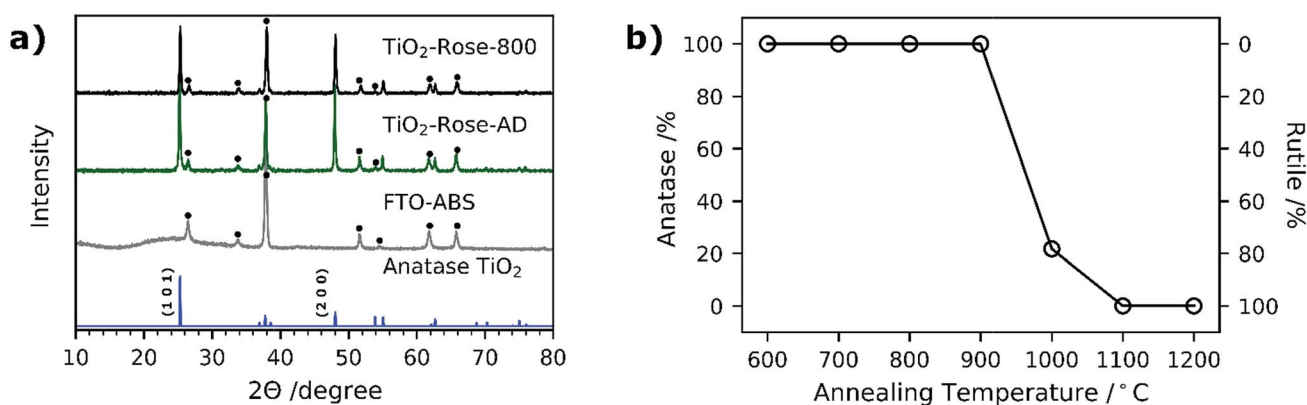 a)
TiO₂-Rose-800
TiO₂-Rose-AD
FTO-ABS
Anatase TiO₂
(1 0 1)
(2 0 0)
Intensity
10 20 30 40 50 60 70 80
2Θ /degree
b)
100
80
60
40
20
0
Anatase /%
0
20
40
60
80
100
Rutile /%
600 700 800 900 1000 1100 1200
Annealing Temperature /°C